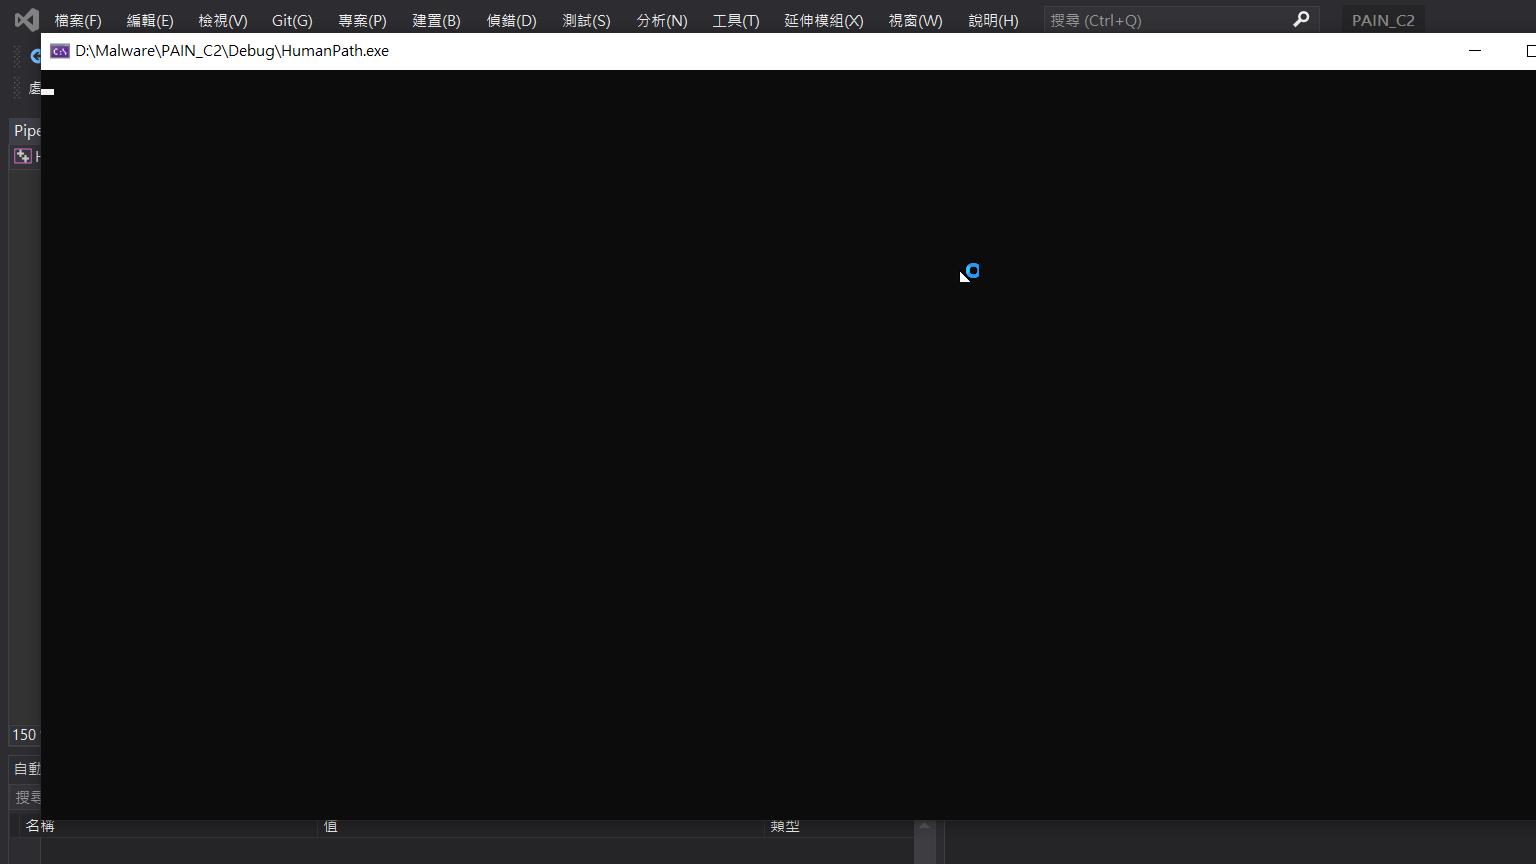 檔案(F) 編輯(E) 檢視(V) Git(G) 專案(P) 建置(B) 偵錯(D) 測試(S) 分析(N) 工具(T) 延伸模組(X) 視窗(W) 說明(H) 搜尋 (Ctrl+Q) PAIN_C2
D:\Malware\PAIN_C2\Debug\HumanPath.exe
處
Pipe
H
150
自動
搜尋
名稱 值 類型